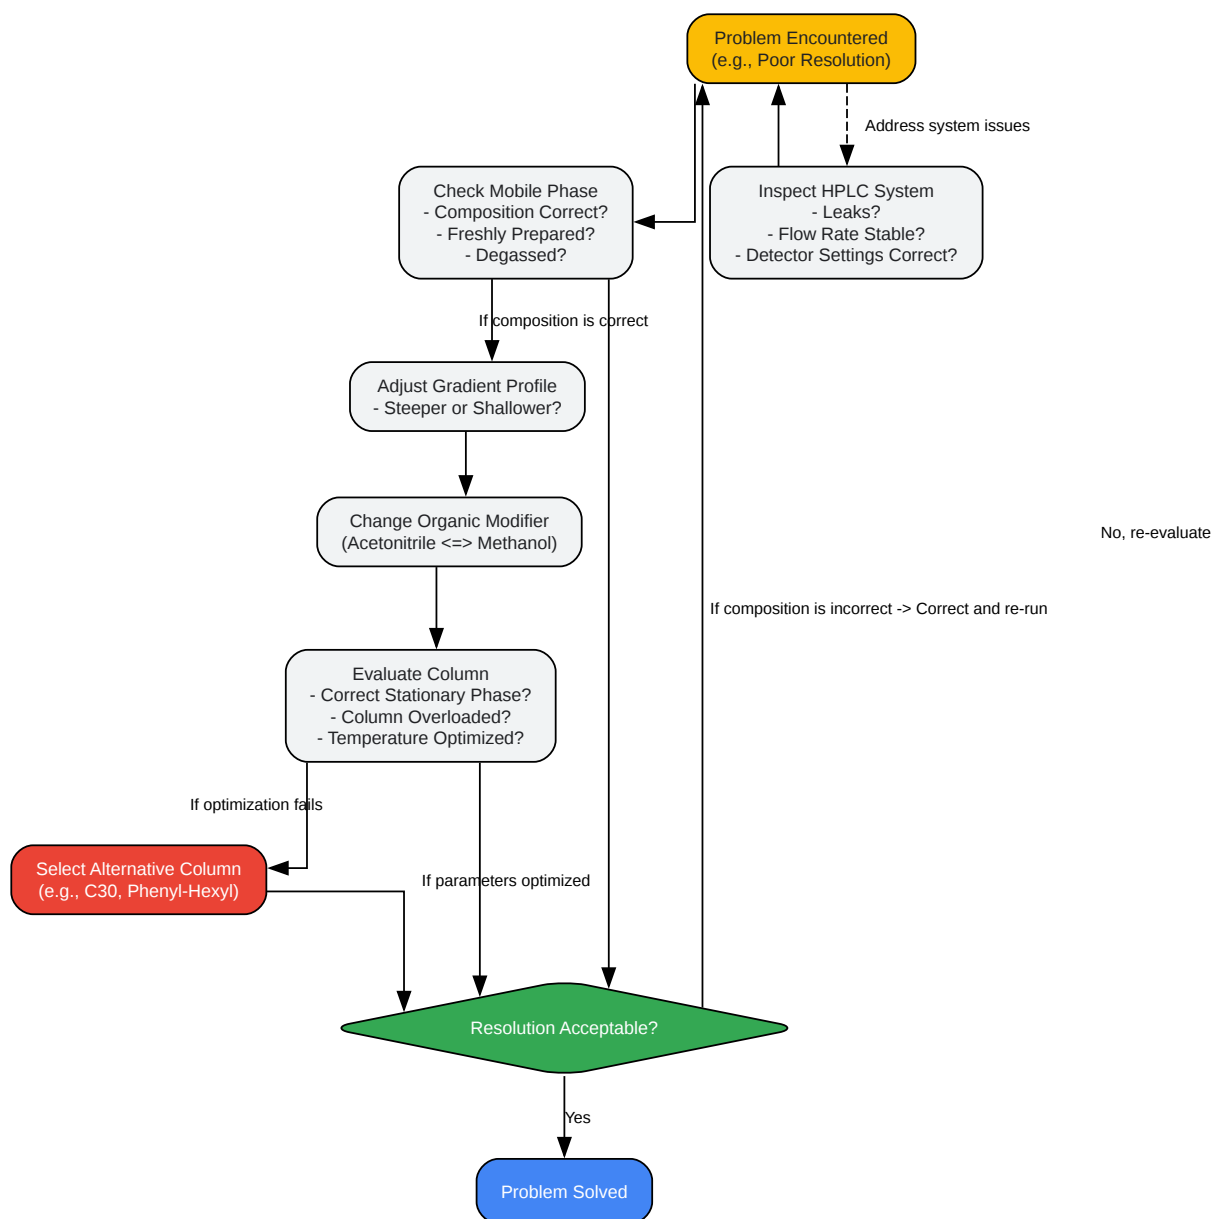 Problem Encountered
(e.g., Poor Resolution)
Address system issues
Check Mobile Phase
- Composition Correct?
- Freshly Prepared?
- Degassed?
Inspect HPLC System
- Leaks?
- Flow Rate Stable?
- Detector Settings Correct?
If composition is correct
Adjust Gradient Profile
- Steeper or Shallower?
Change Organic Modifier
(Acetonitrile <=> Methanol)
No, re-evaluate
If composition is incorrect -> Correct and re-run
Evaluate Column
- Correct Stationary Phase?
- Column Overloaded?
- Temperature Optimized?
If optimization fails
Select Alternative Column
(e.g., C30, Phenyl-Hexyl)
If parameters optimized
Resolution Acceptable?
Yes
Problem Solved